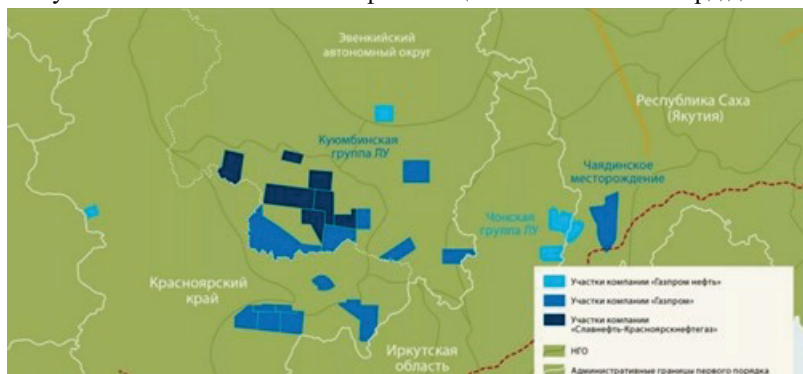 Эвенкийский
автономный округ
Республика Саха
(Якутия)
Куюмбинская
группа ЛУ
Чаядинское
месторождение
Чонская
группа ЛУ
Красноярский
край
Иркутская
область
Участки компании «Газпром нефть»
Участки компании «Газпром»
Участки компании
«Славнефть-Красноярскнефтегаз»
НГО
Административные границы первого порядка